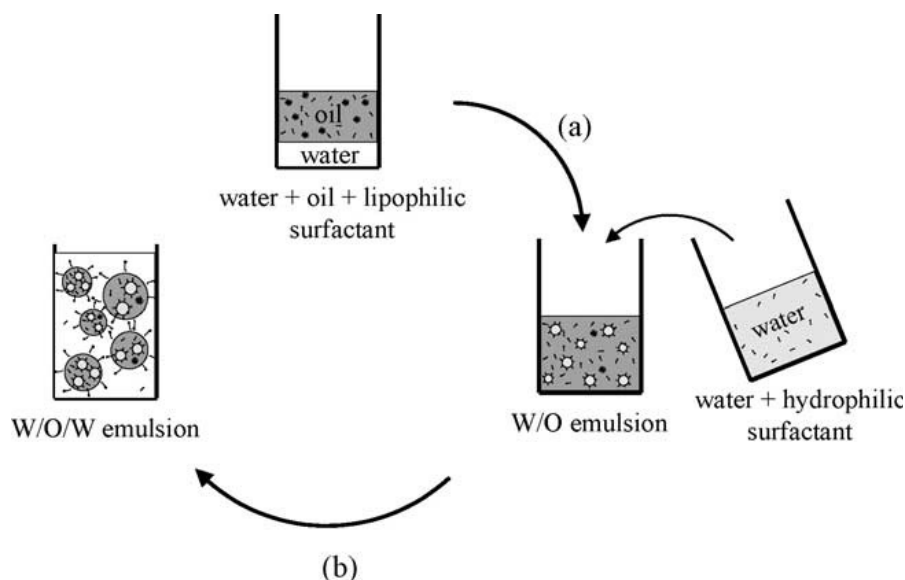 oil
water
water + oil + lipophilic
surfactant
(a)
water
W/O/W emulsion
W/O emulsion
water + hydrophilic
surfactant
(b)